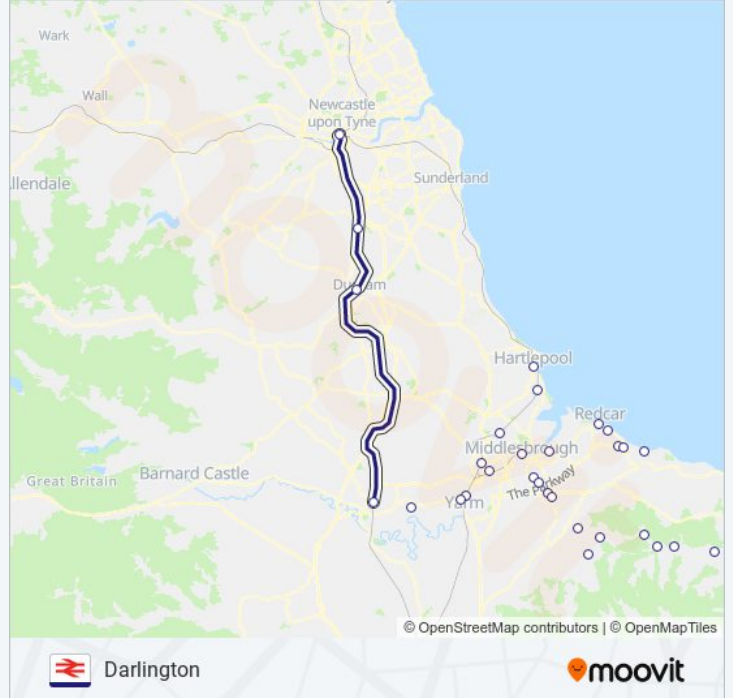 Wark
Wall
Newcastle
upon Tyne
llendale
Sunderland
Hartlepool
Redcar
Middlesbrough
Barnard Castle
Great Britain
The Parkway
Yarm
© OpenStreetMap contributors | © OpenMapTiles
Darlington
moovit